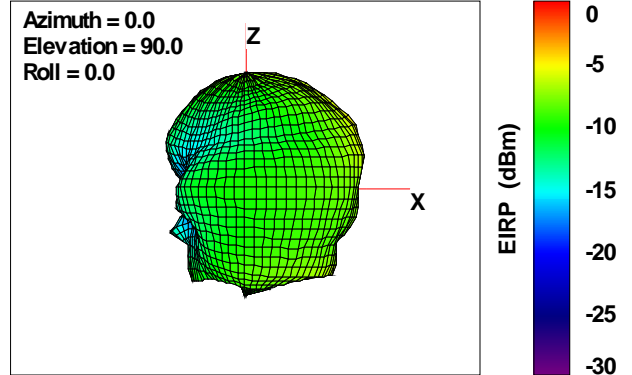 Azimuth = 0.0
Elevation = 90.0
Roll = 0.0
Z
X
EIRP (dBm)
0
-5
-10
-15
-20
-25
-30